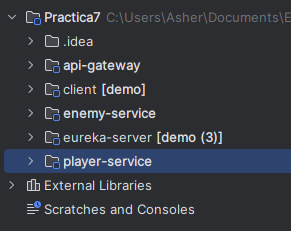 Practica7 C:\Users\Asher\Documents\E
.idea
api-gateway
client [demo]
enemy-service
eureka-server [demo (3)]
player-service
External Libraries
Scratches and Consoles